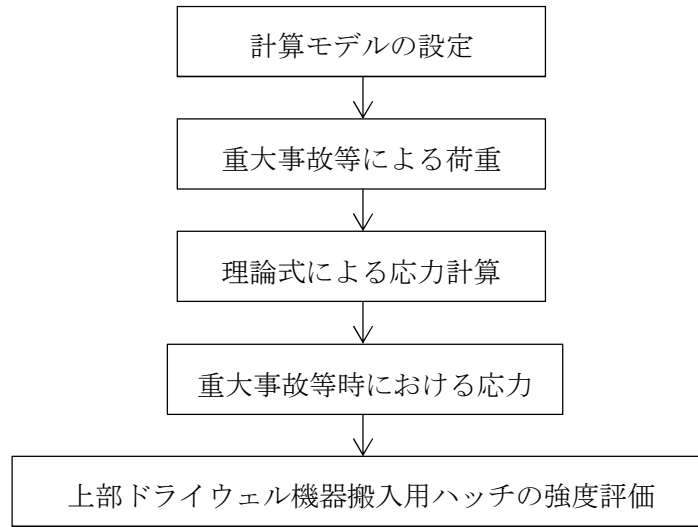 計算モデルの設定
重大事故等による荷重
理論式による応力計算
重大事故等時における応力
上部ドライウェル機器搬入用ハッチの強度評価